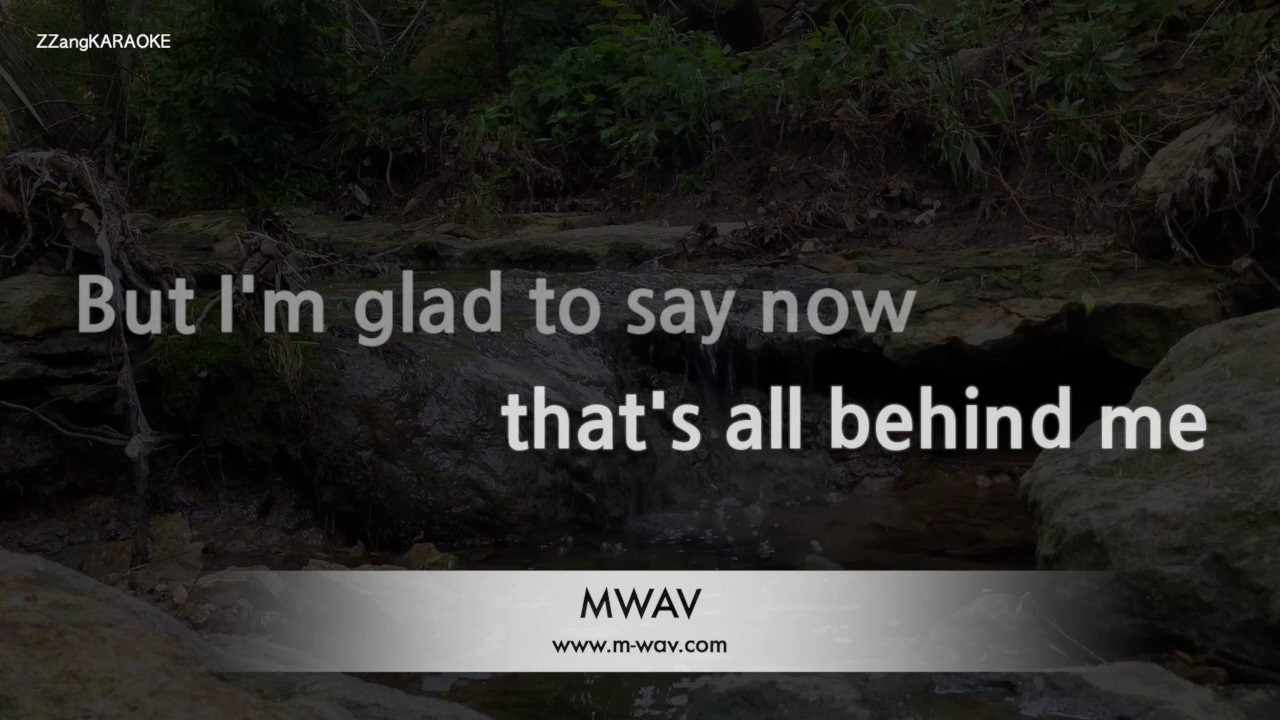 ZZangKARAOKE
But I'm glad to say now
that's all behind me
MWAV
www.m-wav.com